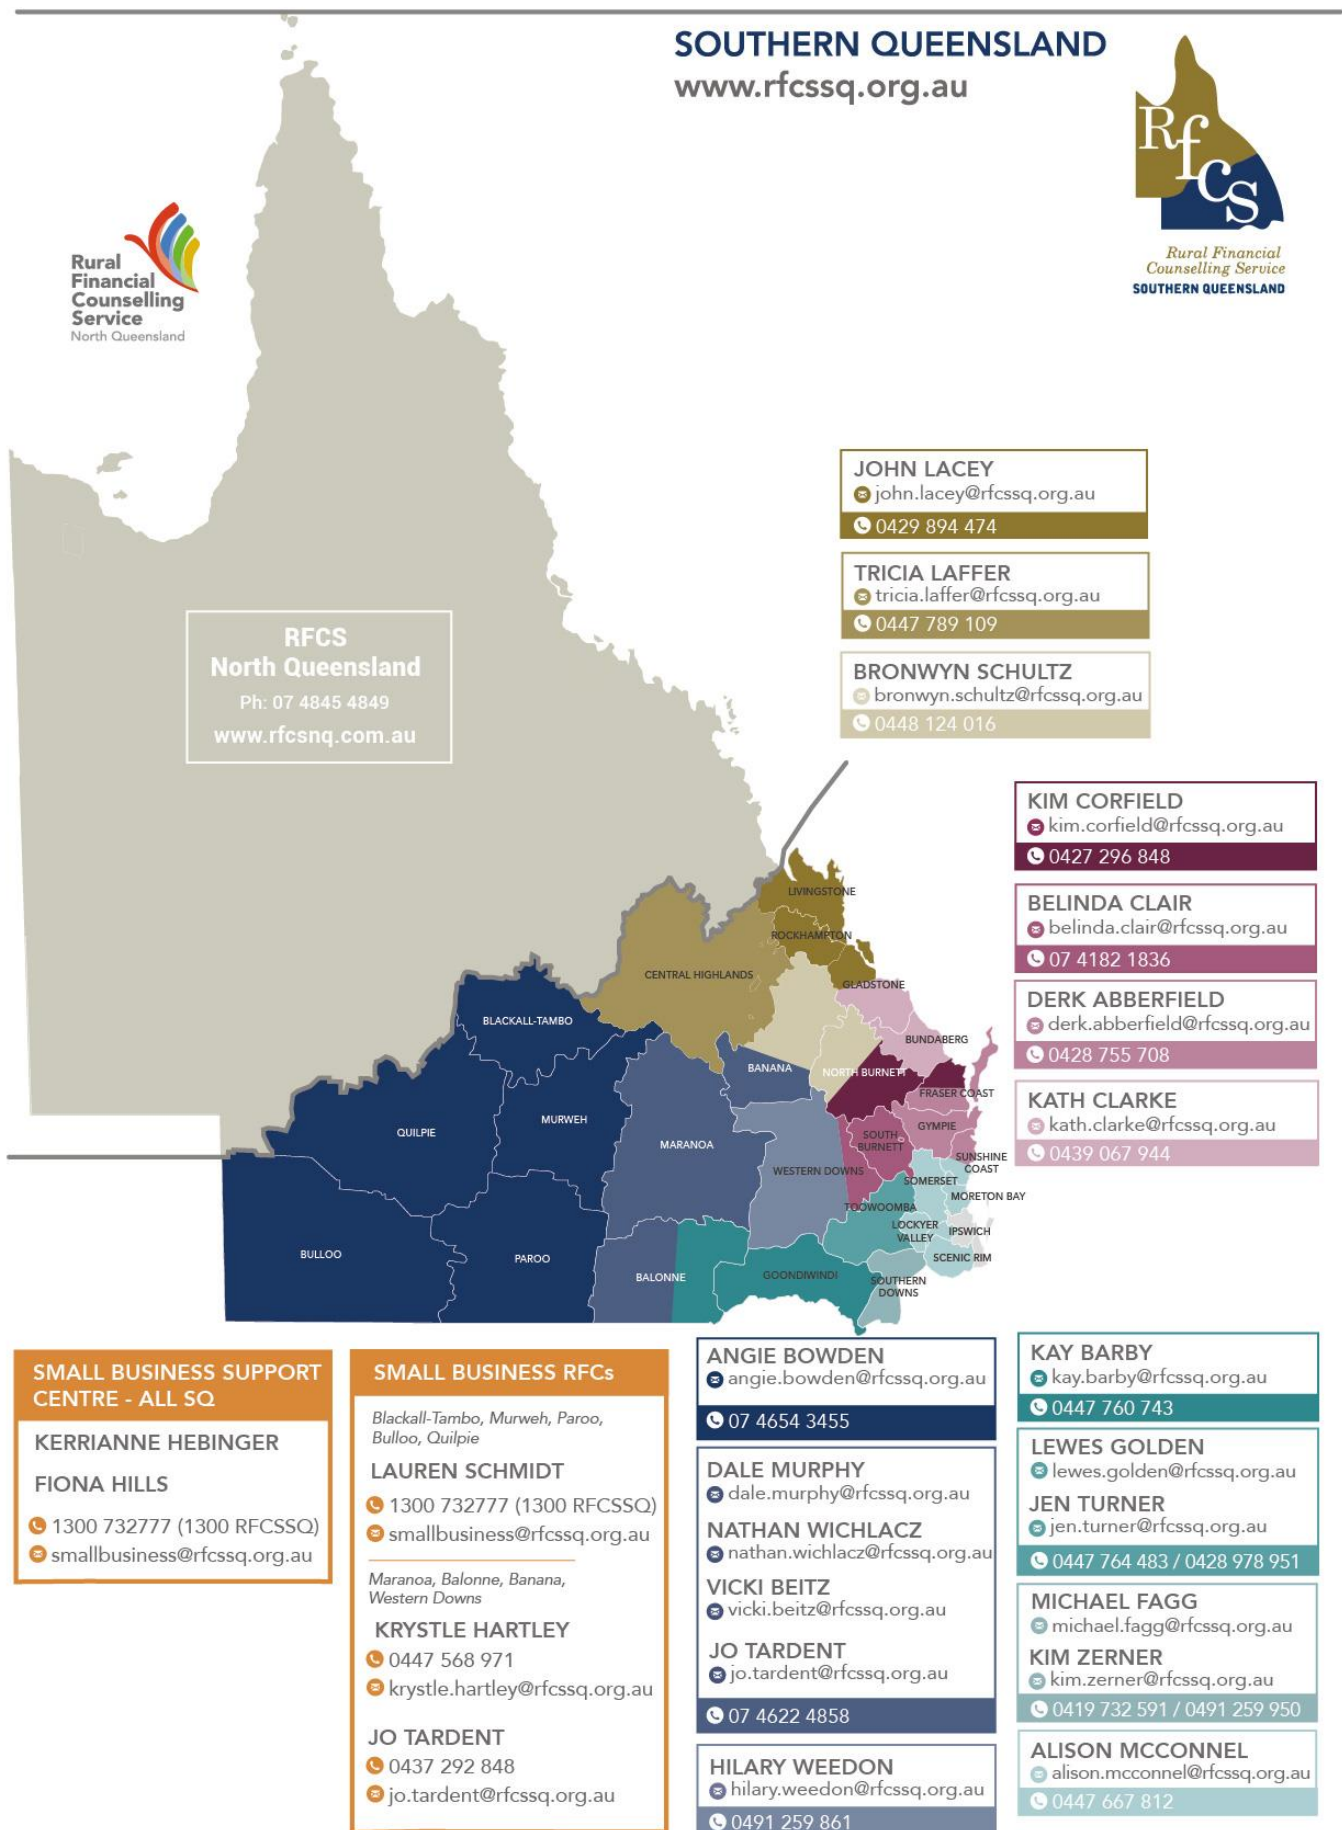 SOUTHERN QUEENSLAND
www.rfcssq.org.au
Rfcs
Rural Financial
Counselling Service
SOUTHERN QUEENSLAND
Rural
Financial
Counselling
Service
North Queensland
RFCS
North Queensland
Ph: 07 4845 4849
www.rfcsnq.com.au
JOHN LACEY
john.lacey@rfcssq.org.au
0429 894 474
TRICIA LAFFER
tricia.laffer@rfcssq.org.au
0447 789 109
BRONWYN SCHULTZ
bronwyn.schultz@rfcssq.org.au
0448 124 016
KIM CORFIELD
kim.corfield@rfcssq.org.au
0427 296 848
BELINDA CLAIR
belinda.clair@rfcssq.org.au
07 4182 1836
DERK ABBERFIELD
derk.abberfield@rfcssq.org.au
0428 755 708
KATH CLARKE
kath.clarke@rfcssq.org.au
0439 067 944
LIVINGSTONE
ROCKHAMPTON
CENTRAL HIGHLANDS
GLADSTONE
BLACKALL-TAMBO
BUNDABERG
BANANA
NORTH BURNETT
FRASER COAST
QUILPIE
MURWEH
MARANOA
SOUTH
BURNETT
GYMPIE
WESTERN DOWNS
SUNSHINE
COAST
SOMERSET
MORETON BAY
TOOWOOMBA
LOCKYER
VALLEY
IPSWICH
BULLOO
PAROO
BALONNE
GOONDIWINDI
SCENIC RIM
SOUTHERN
DOWNS
SMALL BUSINESS SUPPORT
CENTRE - ALL SQ
KERRIANNE HEBINGER
FIONA HILLS
1300 732777 (1300 RFCSSQ)
smallbusiness@rfcssq.org.au
SMALL BUSINESS RFCs
Blackall-Tambo, Murweh, Paroo,
Bulloo, Quilpie
LAUREN SCHMIDT
1300 732777 (1300 RFCSSQ)
smallbusiness@rfcssq.org.au
Maranoa, Balonne, Banana,
Western Downs
KRYSTLE HARTLEY
0447 568 971
krystle.hartley@rfcssq.org.au
JO TARDENT
0437 292 848
jo.tardent@rfcssq.org.au
ANGIE BOWDEN
angie.bowden@rfcssq.org.au
07 4654 3455
DALE MURPHY
dale.murphy@rfcssq.org.au
NATHAN WICHLACZ
nathan.wichlacz@rfcssq.org.au
VICKI BEITZ
vicki.beitz@rfcssq.org.au
JO TARDENT
jo.tardent@rfcssq.org.au
07 4622 4858
HILARY WEEDON
hilary.weedon@rfcssq.org.au
0491 259 861
KAY BARBY
kay.barby@rfcssq.org.au
0447 760 743
LEWES GOLDEN
lewes.golden@rfcssq.org.au
JEN TURNER
jen.turner@rfcssq.org.au
0447 764 483 / 0428 978 951
MICHAEL FAGG
michael.fagg@rfcssq.org.au
KIM ZERNER
kim.zerner@rfcssq.org.au
0419 732 591 / 0491 259 950
ALISON MCCONNEL
alison.mcconnel@rfcssq.org.au
0447 667 812